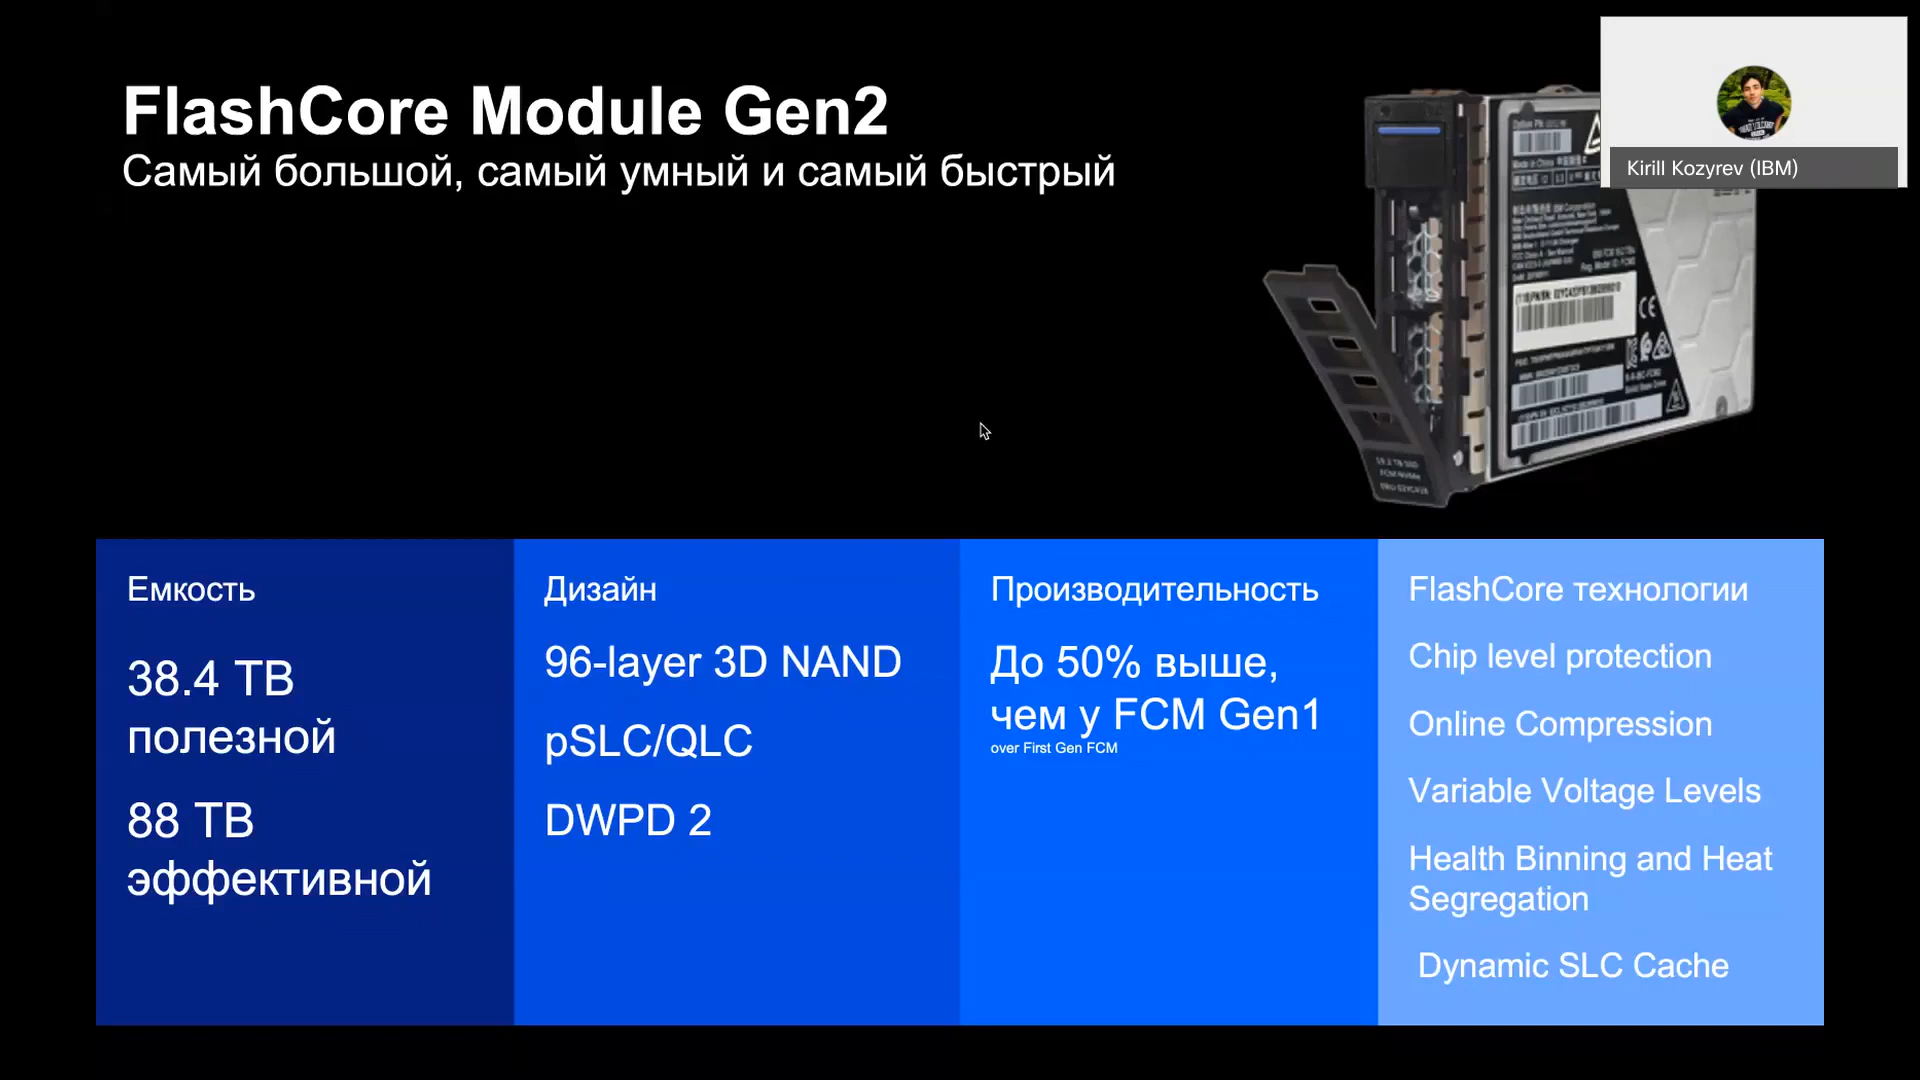 FlashCore Module Gen2
Самый большой, самый умный и самый быстрый
Kirill Kozyrev (IBM)
Емкость
38.4 TB
полезной
88 TB
эффективной
Дизайн
96-layer 3D NAND
pSLC/QLC
DWPD 2
Производительность
До 50% выше,
чем у FCM Gen1
over First Gen FCM
FlashCore технологии
Chip level protection
Online Compression
Variable Voltage Levels
Health Binning and Heat
Segregation
Dynamic SLC Cache